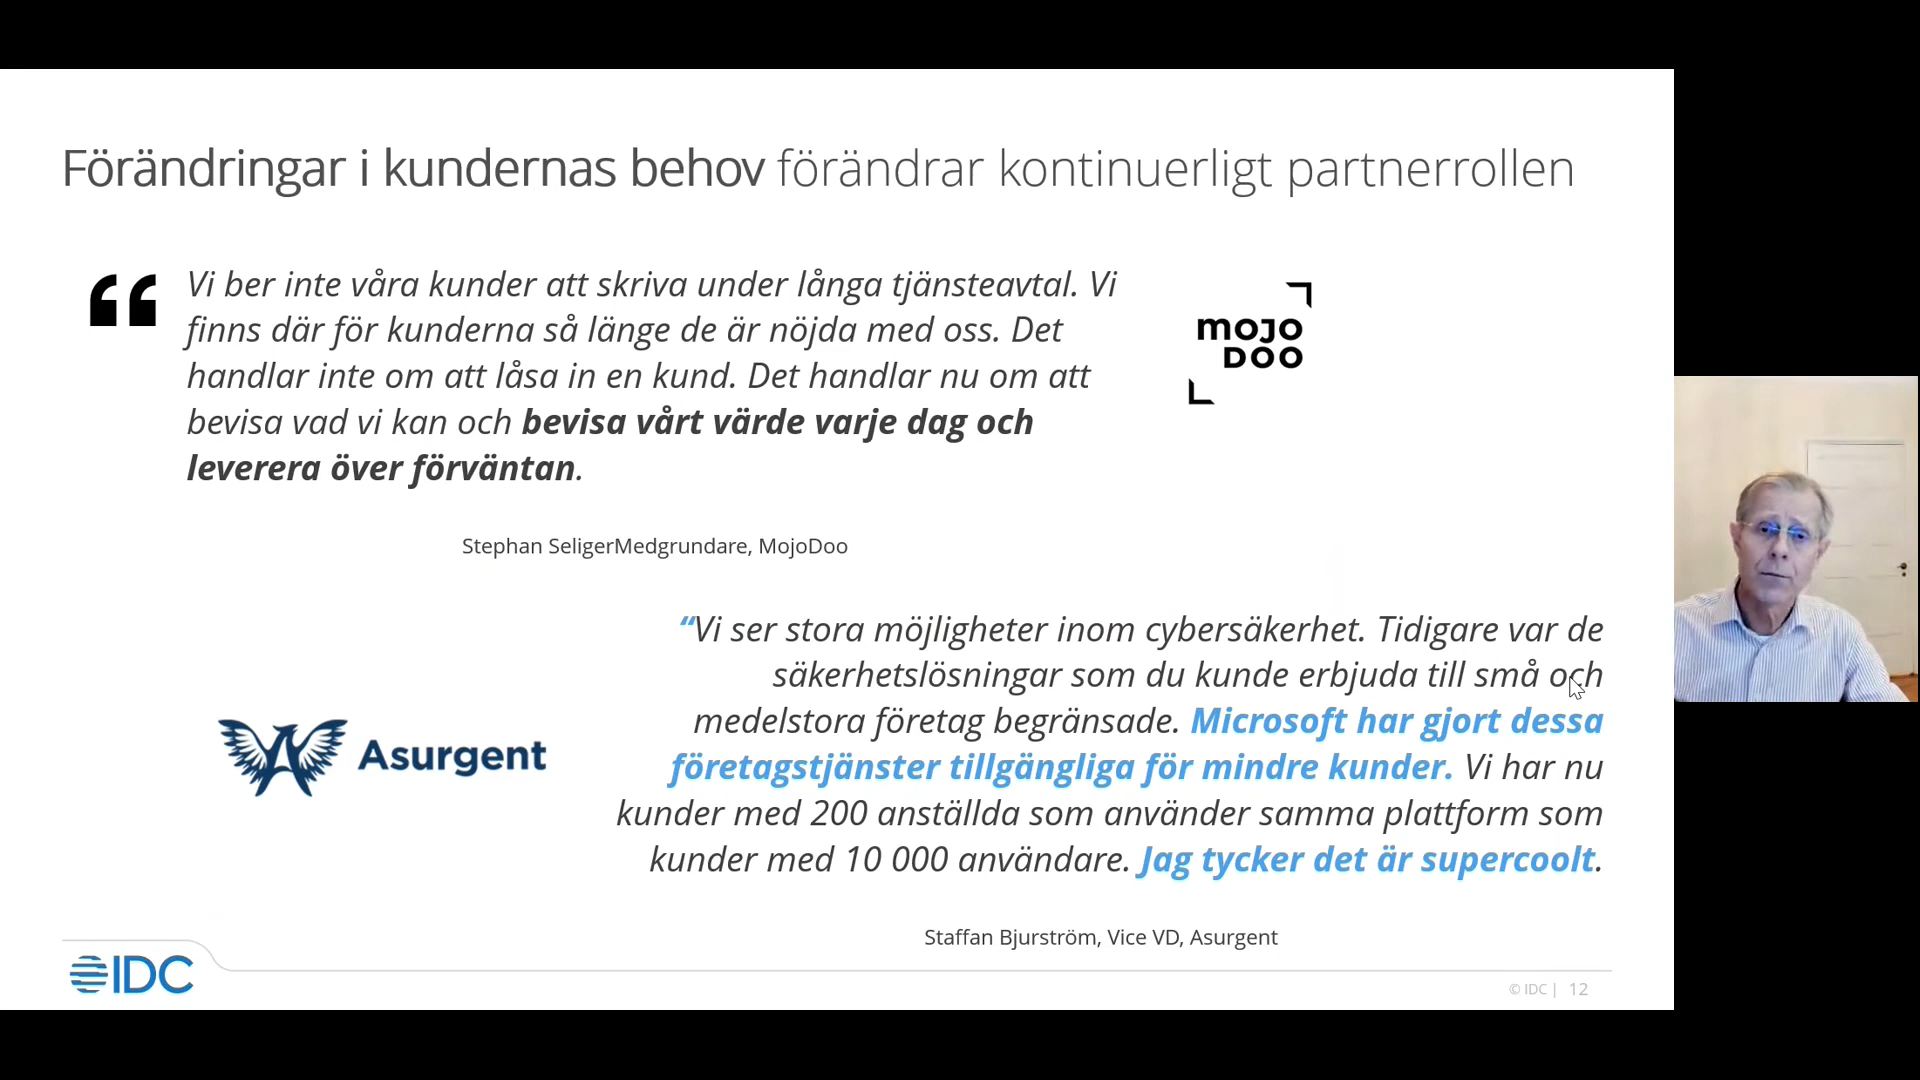 Förändringar i kundernas behov förändrar kontinuerligt partnerrollen
“
Vi ber inte våra kunder att skriva under långa tjänsteavtal. Vi
finns där för kunderna så länge de är nöjda med oss. Det
handlar inte om att låsa in en kund. Det handlar nu om att
bevisa vad vi kan och bevisa vårt värde varje dag och
leverera över förväntan.
mojo
DOO
Stephan SeligerMedgrundare, MojoDoo
“Vi ser stora möjligheter inom cybersäkerhet. Tidigare var de
säkerhetslösningar som du kunde erbjuda till små och
medelstora företag begränsade. Microsoft har gjort dessa
företagstjänster tillgängliga för mindre kunder. Vi har nu
kunder med 200 anställda som använder samma plattform som
kunder med 10 000 användare. Jag tycker det är supercoolt.
Asurgent
Staffan Bjurström, Vice VD, Asurgent
IDC
© IDC | 12